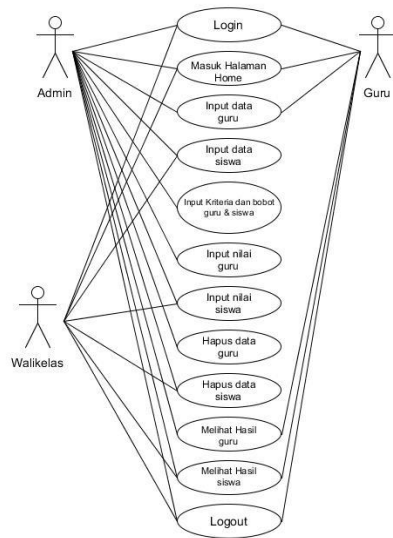 Login
Masuk Halaman
Home
Admin
Guru
Input data
guru
Input data
siswa
Input Kriteria dan bobot
guru & siswa
Input nilai
guru
Input nilai
siswa
Walikelas
Hapus data
guru
Hapus data
siswa
Melihat Hasil
guru
Melihat Hasil
siswa
Logout